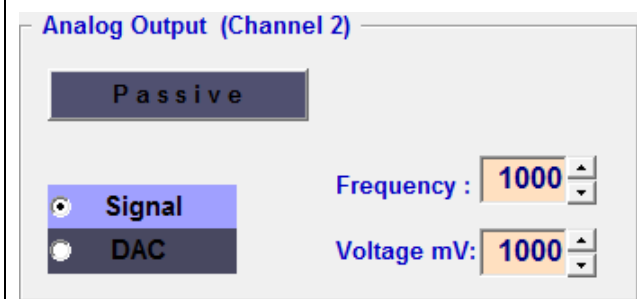 Analog Output (Channel 2)
Passive
Signal
DAC
Frequency : 1000
Voltage mV: 1000